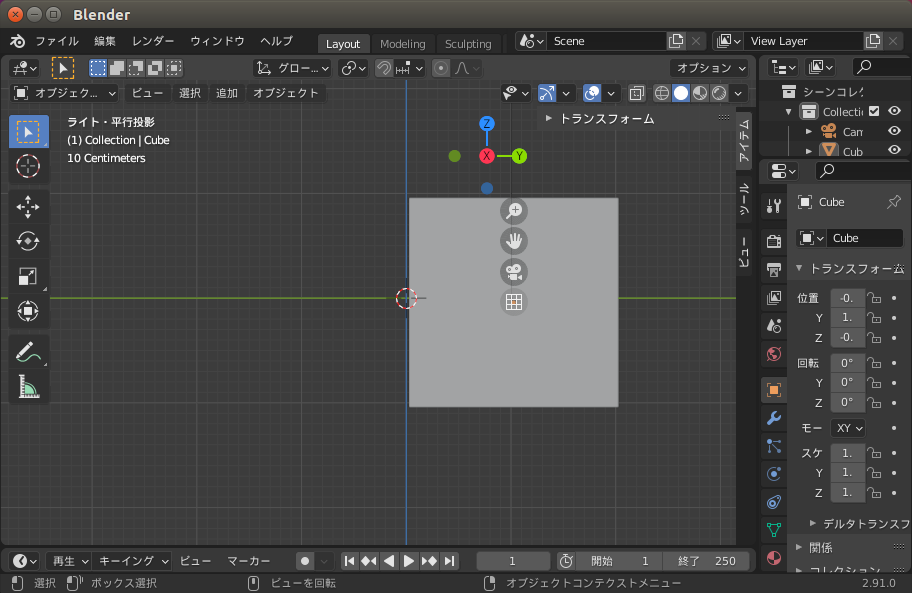 Blender
ファイル 編集 レンダー ウィンドウ ヘルプ Layout Modeling Sculpting Scene View Layer
グロー... オプション
オブジェク... ビュー 選択 追加 オブジェクト
ライト・平行投影
(1) Collection | Cube
10 Centimeters
トランスフォーム
Z
X Y
アイテム
ツール
ビュー
シーンコレク
Collecti
Cam
Cub
Cube
Cube
トランスフォーム
位置 -0.
Y 1.
Z -0.
回転 0°
Y 0°
Z 0°
モー XY
スケ 1.
Y 1.
Z 1.
デルタトランスフ
関係
コレクション
再生 キーイング ビュー マーカー 1 開始 1 終了 250
選択 ボックス選択 ビューを回転 オブジェクトコンテクストメニュー 2.91.0